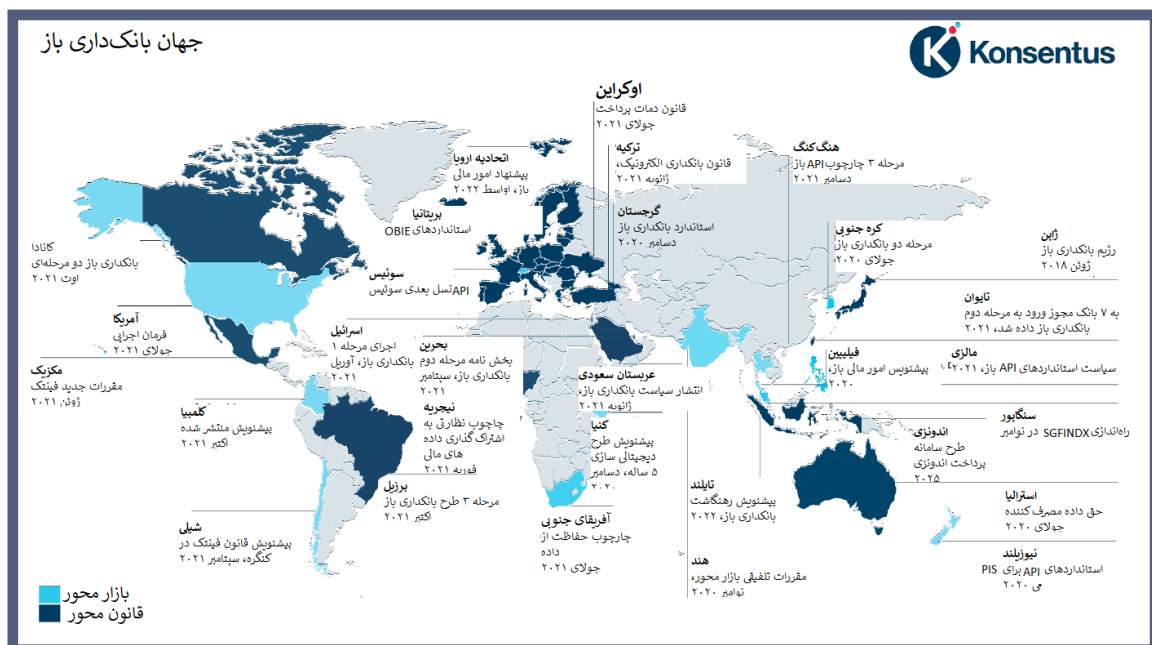 جهان بانک‌داری باز
Konsentus
اوکراین
قانون دمات پرداخت
جولای ۲۰۲۱
ترکیه
قانون بانکداری الکترونیک،
ژانویه ۲۰۲۱
هنگ‌کنگ
مرحله ۳ چارچوب API باز
دسامبر ۲۰۲۱
اتحادیه اروپا
پیشنهاد امور مالی
باز، اواسط ۲۰۲۲
بریتانیا
استانداردهای OBIE
گرجستان
استاندارد بانکداری باز
دسامبر ۲۰۲۰
کره جنوبی
مرحله دو بانکداری باز
جولای ۲۰۲۰
ژاپن
رژیم بانکداری باز
ژوئن ۲۰۱۸
کانادا
بانکداری باز دو مرحله‌ای
اوت ۲۰۲۱
سوئیس
API نسل بعدی سوئیس
تایوان
به ۷ بانک مجوز ورود به مرحله دوم
بانکداری باز داده شد، ۲۰۲۱
آمریکا
فرمان اجرایی
جولای ۲۰۲۱
اسرائیل
اجرای مرحله ۱
بانکداری باز، آوریل
۲۰۲۱
بحرین
بخش نامه مرحله دوم
بانکداری باز، سپتامبر
۲۰۲۱
فیلیپین
پیشنویس امور مالی باز،
۲۰۲۰
مالزی
سیاست استانداردهای API باز، ۲۰۲۱
مکزیک
مقررات جدید فینتک
ژوئن ۲۰۲۱
عربستان سعودی
انتشار سیاست بانکداری باز،
ژانویه ۲۰۲۱
کلمبیا
پیشنویش منتشر شده
اکتبر ۲۰۲۱
نیجریه
چاچوب نظارتی به
اشتراک گذاری داده
های مالی
فوریه ۲۰۲۱
کنیا
پیشنویش طرح
دیجیتالی سازی
۵ ساله، دسامبر
۲۰۲۰
سنگاپور
راه‌اندازی SGFINDX در نوامبر
اندونزی
طرح سامانه
پرداخت اندونزی
۲۰۲۵
برزیل
مرحله ۳ طرح بانکداری باز
اکتبر ۲۰۲۱
تایلند
پیشنویش رهنگاشت
بانکداری باز، ۲۰۲۲
استرالیا
حق داده مصرف کننده
جولای ۲۰۲۰
شیلی
پیشنویش قانون فینتک در
کنگره، سپتامبر ۲۰۲۱
آفریقای جنوبی
چارچوب حفاظت از
داده
جولای ۲۰۲۱
هند
مقررات تلفیقی بازار محور،
نوامبر ۲۰۲۰
نیوزیلند
استانداردهای API برای PIS
می ۲۰۲۰
بازار محور
قانون محور